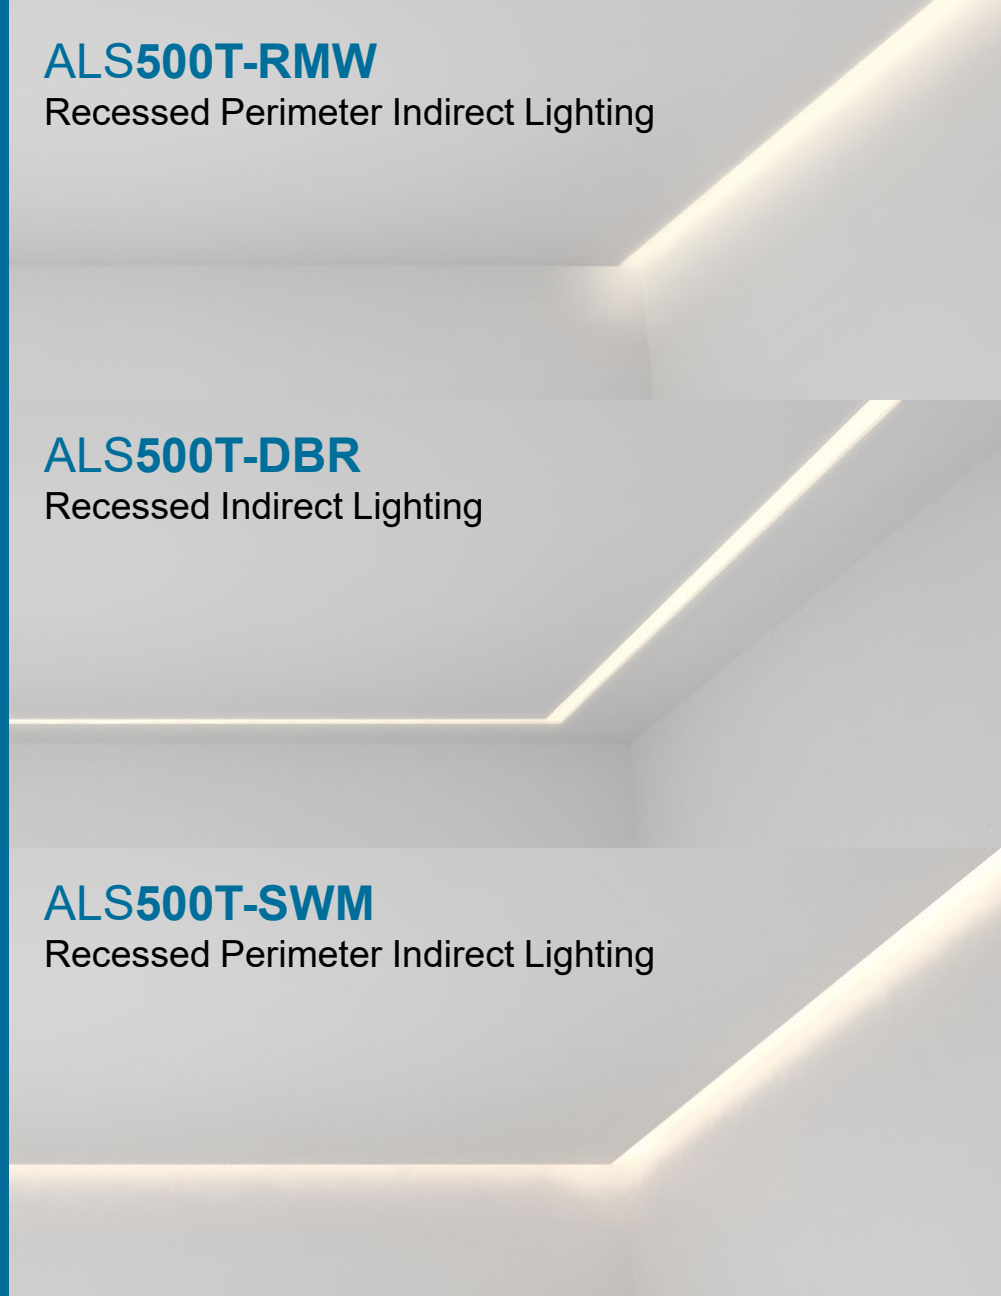 ALS500T-RMW
Recessed Perimeter Indirect Lighting
ALS500T-DBR
Recessed Indirect Lighting
ALS500T-SWM
Recessed Perimeter Indirect Lighting